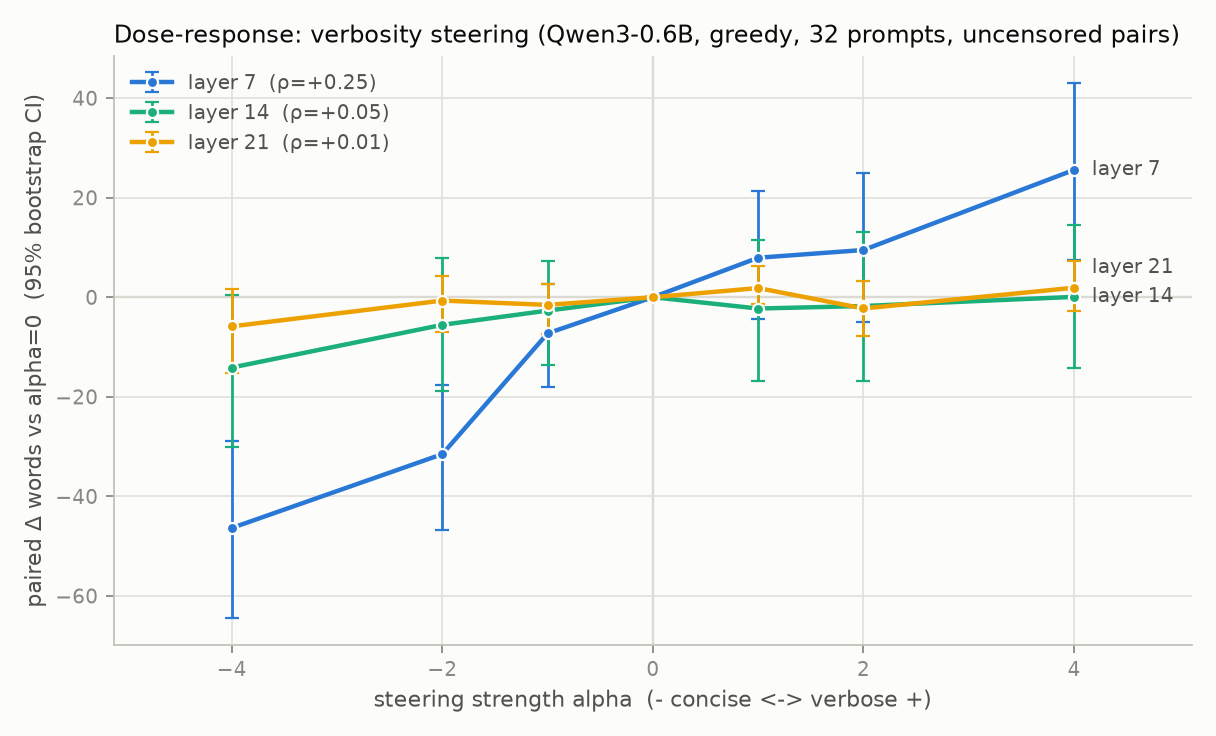 Dose-response: verbosity steering (Qwen3-0.6B, greedy, 32 prompts, uncensored pairs)
layer 7 (ρ=+0.25)
layer 14 (ρ=+0.05)
layer 21 (ρ=+0.01)
paired Δ words vs alpha=0 (95% bootstrap CI)
40
20
0
−20
−40
−60
layer 7
layer 21
layer 14
−4
−2
0
2
4
steering strength alpha (- concise <-> verbose +)